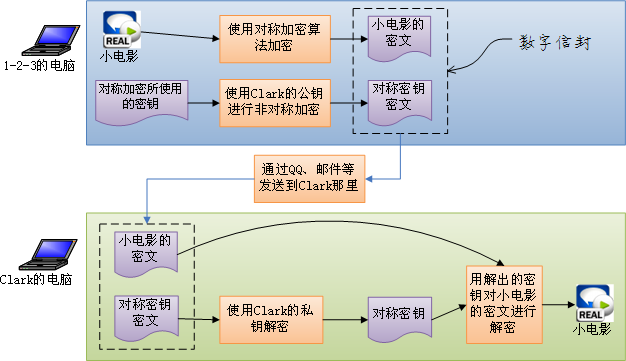 REAL
小电影
1-2-3的电脑
使用对称加密算
法加密
小电影的
密文
数字信封
对称加密所使用
的密钥
使用Clark的公钥
进行非对称加密
对称密钥
密文
通过QQ、邮件等
发送到Clark那里
Clark的电脑
小电影的
密文
对称密钥
密文
使用Clark的私
钥解密
对称密钥
用解出的密
钥对小电影
的密文进行
解密
REAL
小电影